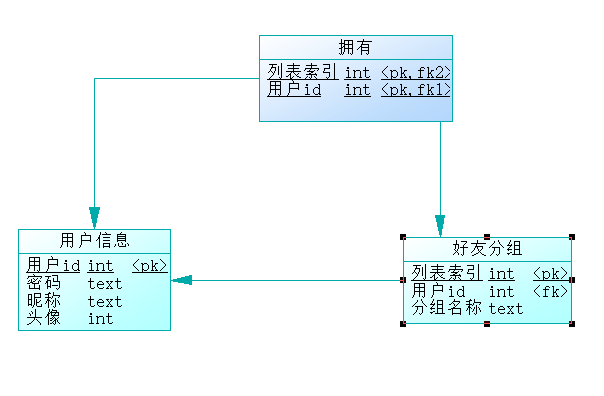 拥有
列表索引 int <pk,fk2>
用户id int <pk,fk1>
用户信息
用户id int <pk>
密码 text
昵称 text
头像 int
好友分组
列表索引 int <pk>
用户id int <fk>
分组名称 text